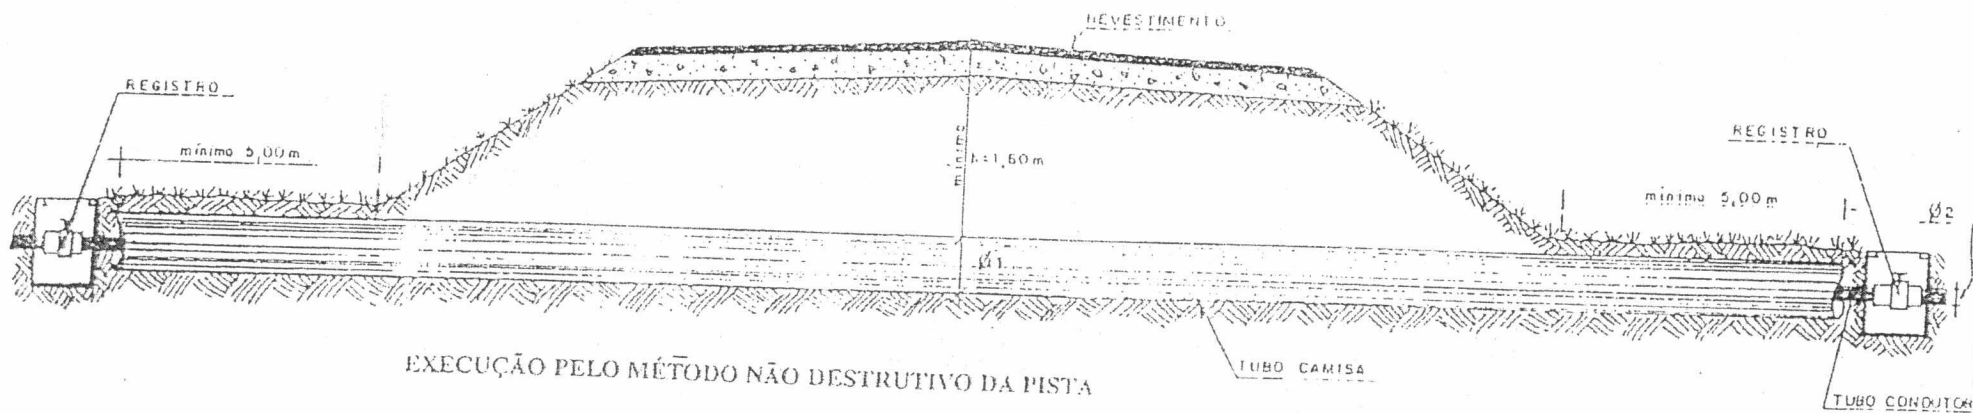 REVESTIMENTO
REGISTRO
mínimo 5,00m
mínimo
h=1,50m
REGISTRO
mínimo 5,00m
Ø2
Ø1
TUBO CAMISA
TUBO CONDUTOR
EXECUÇÃO PELO MÉTODO NÃO DESTRUTIVO DA PISTA